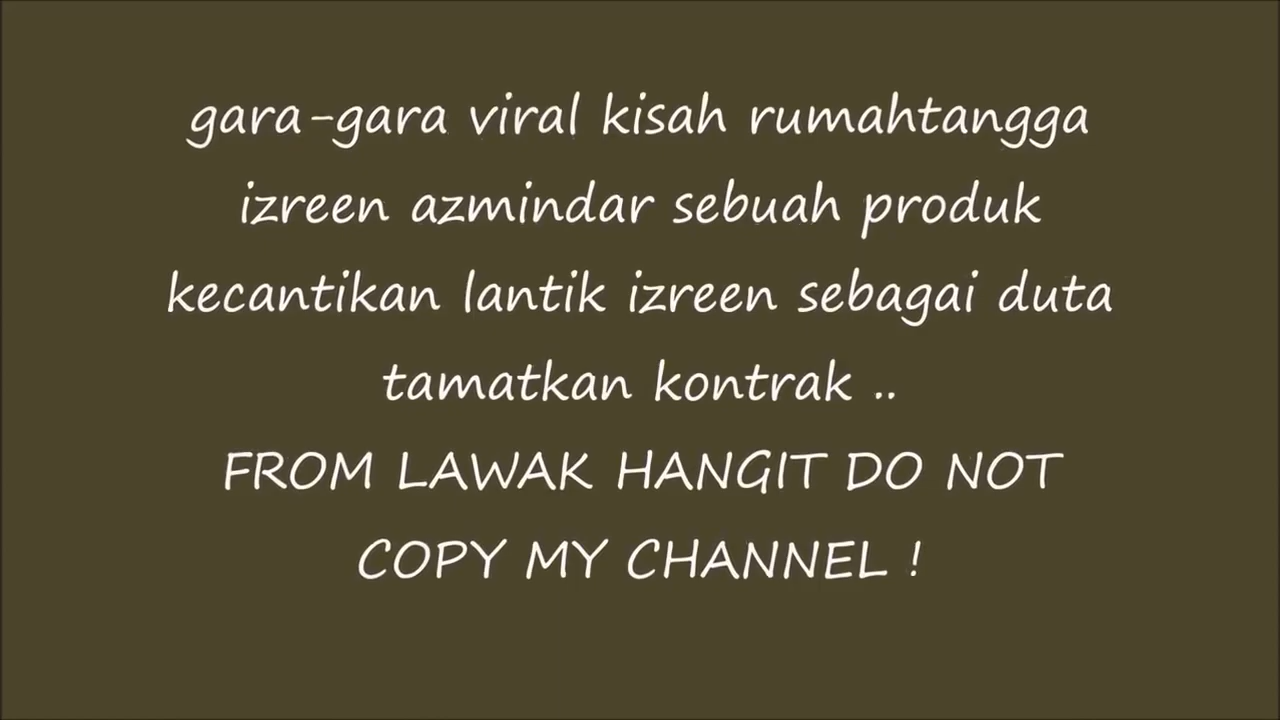 gara-gara viral kisah rumahtangga
izreen azmindar sebuah produk
kecantikan lantik izreen sebagai duta
tamatkan kontrak ..
FROM LAWAK HANGIT DO NOT
COPY MY CHANNEL !